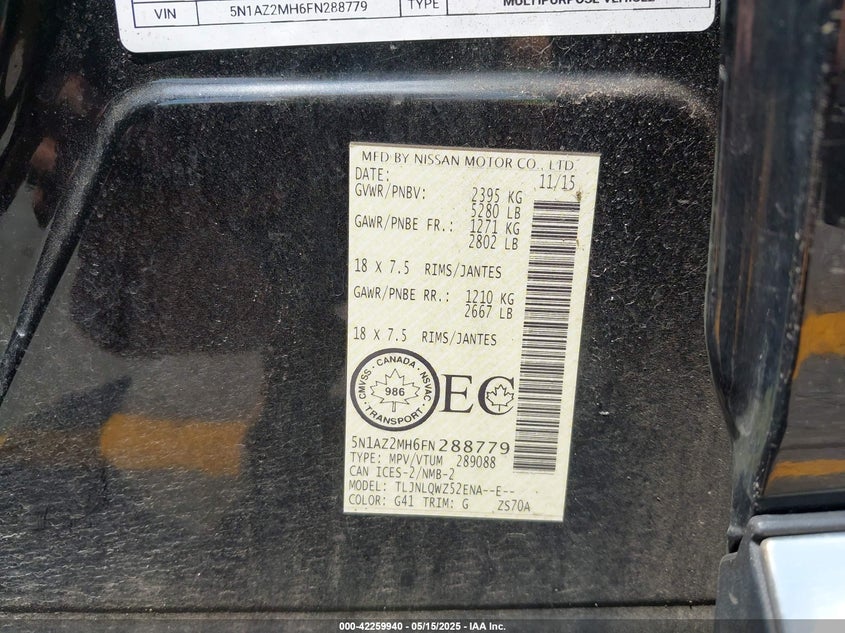 VIN 5N1AZ2MH6FN288779 TYPE MULTIPURPOSE VEHICLE
MFD BY NISSAN MOTOR CO., LTD.
DATE: 11/15
GVWR/PNBV: 2395 KG
5280 LB
GAWR/PNBE FR.: 1271 KG
2802 LB
18 X 7.5 RIMS/JANTES
GAWR/PNBE RR.: 1210 KG
2667 LB
18 X 7.5 RIMS/JANTES
CMVSS · CANADA · NSVAC
986
TRANSPORT
EC
5N1AZ2MH6FN288779
TYPE: MPV/VTUM 289088
CAN ICES-2/NMB-2
MODEL: TLJNLQWZ52ENA--E--
COLOR: G41 TRIM: G ZS70A
000-42259940 - 05/15/2025 - IAA Inc.